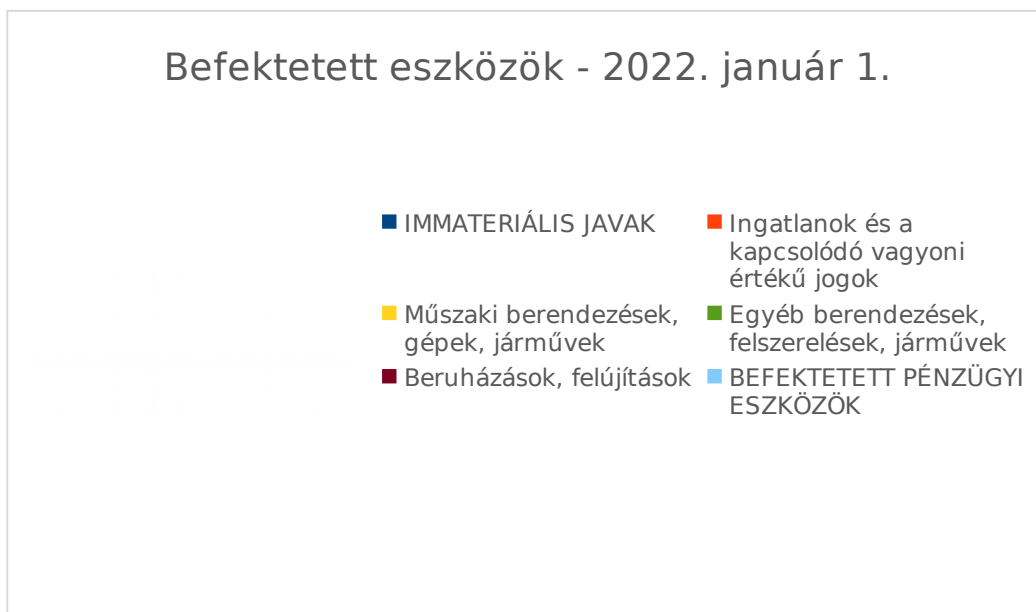 Befektetett eszközök - 2022. január 1.
IMMATERIÁLIS JAVAK
Ingatlanok és a
kapcsolódó vagyoni
értékű jogok
Műszaki berendezések,
gépek, járművek
Egyéb berendezések,
felszerelések, járművek
Beruházások, felújítások
BEFEKTETETT PÉNZÜGYI
ESZKÖZÖK